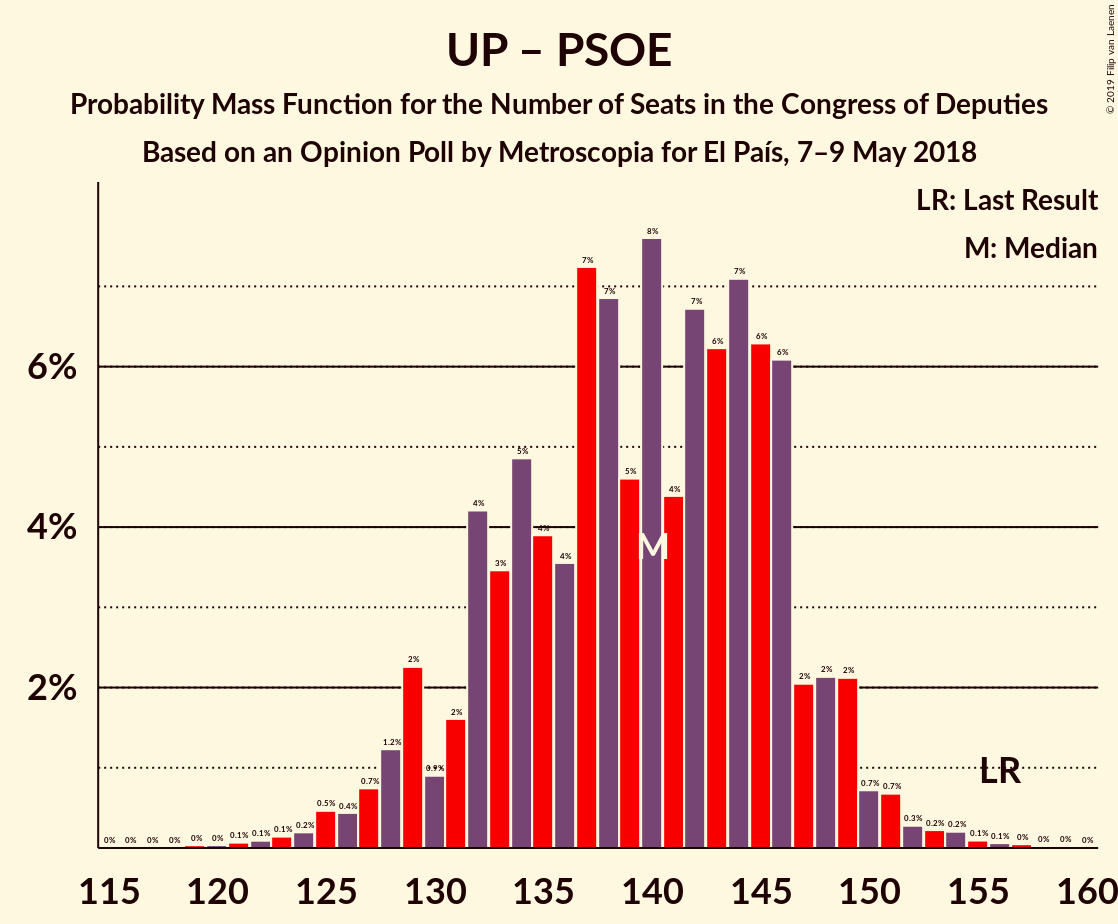 UP – PSOE
Probability Mass Function for the Number of Seats in the Congress of Deputies
Based on an Opinion Poll by Metroscopia for El País, 7–9 May 2018
© 2019 Filip van Laenen
LR: Last Result
M: Median
6%
4%
2%
0% 0% 0% 0% 0% 0% 0.1% 0.1% 0.1% 0.2% 0.5% 0.4% 0.7% 1.2% 2% 0.9% 2% 4% 3% 5% 4% 4% 7% 7% 5% 8% 4% 7% 6% 7% 6% 6% 2% 2% 2% 0.7% 0.7% 0.3% 0.2% 0.2% 0.1% 0.1% 0% 0% 0% 0%
M
LR
115 120 125 130 135 140 145 150 155 160